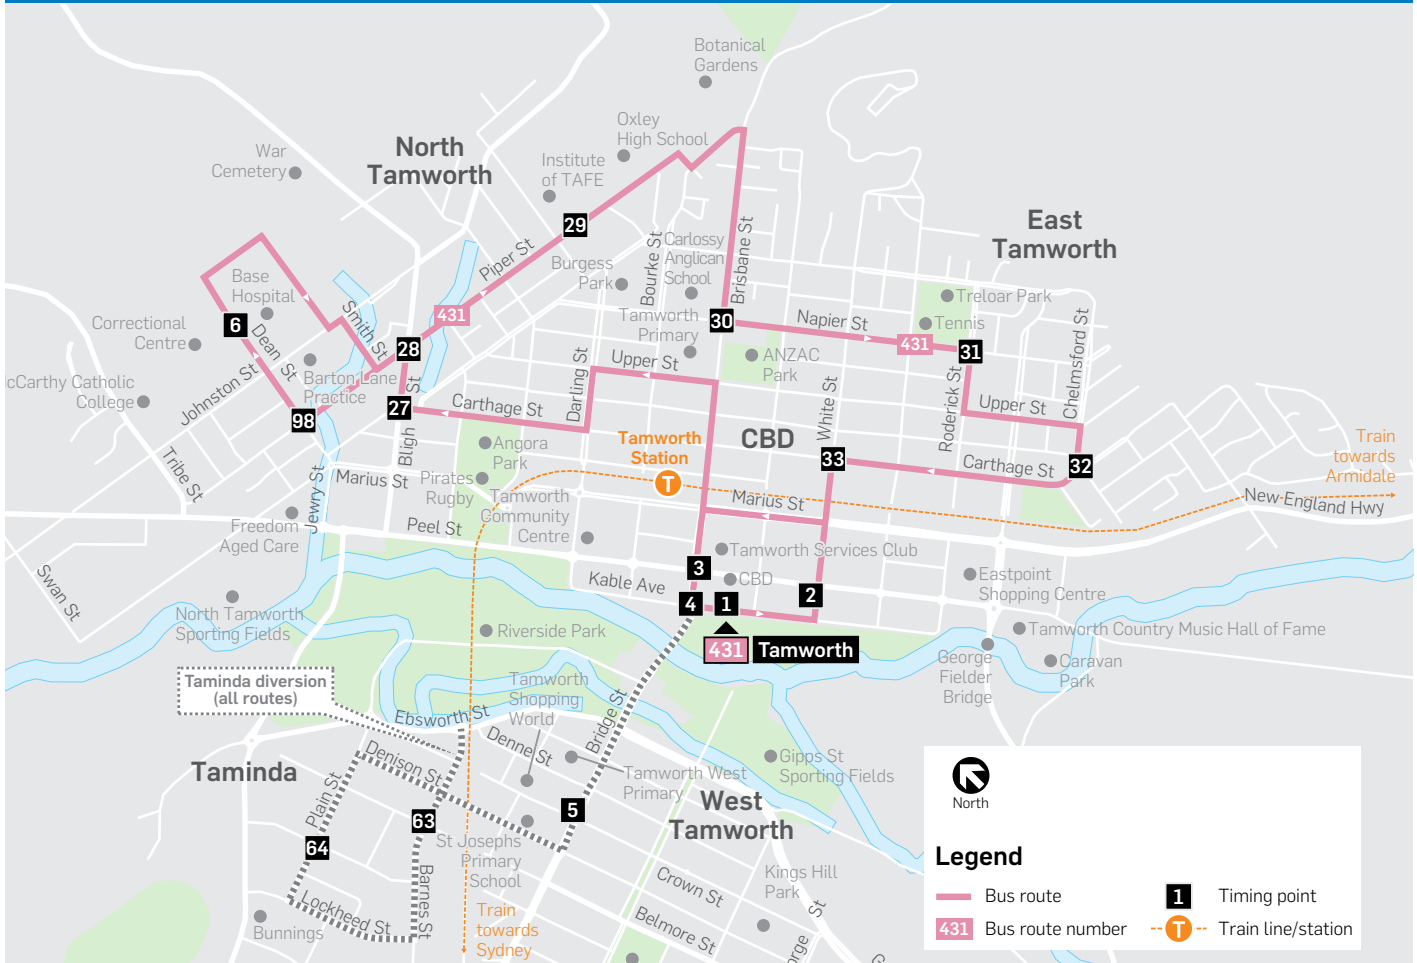 Botanical
Gardens
Oxley
High School
War
Cemetery
North
Tamworth
Institute
of TAFE
29
East
Tamworth
Piper St
Burgess
Park
Bourke St
Carlossy
Anglican
School
Brisbane St
Base
Hospital
6
Dean St
Smith St
431
Correctional
Centre
Treloar Park
Tennis
Napier St
30
Tamworth
Primary
431
31
28
Chelmsford St
cCarthy Catholic
College
Johnston St
Barton Lane
Practice
98
27
Bligh St
Carthage St
Darling St
Upper St
ANZAC
Park
White St
Roderick St
Upper St
Tamworth
Station
T
CBD
33
Carthage St
32
Train
towards
Armidale
New England Hwy
Tribe St
Jewry St
Marius St
Angora
Park
Pirates
Rugby
Tamworth
Community
Centre
Marius St
Peel St
Freedom
Aged Care
Swan St
North Tamworth
Sporting Fields
Kable Ave
3
Tamworth Services Club
CBD
4
1
2
431
Tamworth
Eastpoint
Shopping Centre
Tamworth Country Music Hall of Fame
George
Fielder
Bridge
Caravan
Park
Riverside Park
Taminda diversion
(all routes)
Tamworth
Shopping
World
Ebsworth St
Denne St
Bridge St
Denison St
Taminda
Plain St
63
64
5
Tamworth West
Primary
West
Tamworth
Gipps St
Sporting Fields
St Josephs
Primary
School
Barnes St
Lockheed St
Bunnings
Train
towards
Sydney
Crown St
Belmore St
Kings Hill
Park
orge St
G
North
Legend
Bus route
1
Timing point
431
Bus route number
T
Train line/station